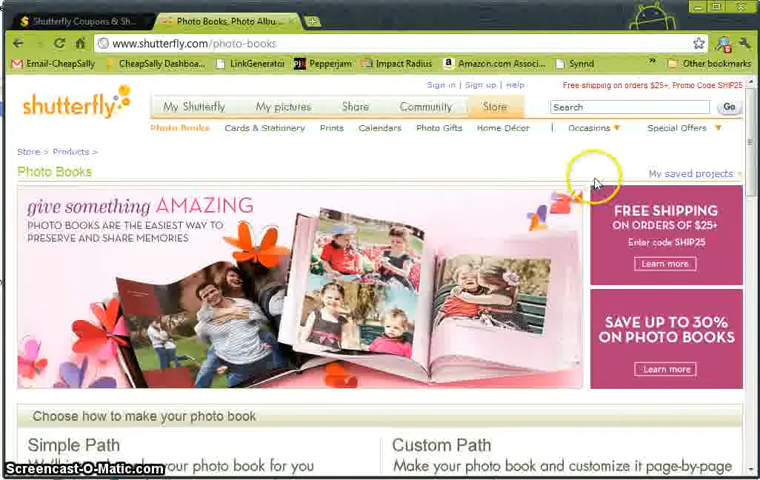 Shutterfly Coupons & Sh...
Photo Books, Photo Albu...
www.shutterfly.com/photo-books
Email-CheapSally
CheapSally Dashboa...
LinkGenerator
Pepperjam
Impact Radius
Amazon.com Associ...
Synnd
»
Other bookmarks
Sign in | Sign up | Help
Free shipping on orders $25+, Promo Code SHIP25
shutterfly
My Shutterfly
My pictures
Share
Community
Store
Search
Go
Photo Books
Cards & Stationery
Prints
Calendars
Photo Gifts
Home Décor
Occasions
Special Offers
Store > Products >
Photo Books
My saved projects
give something AMAZING
PHOTO BOOKS ARE THE EASIEST WAY TO
PRESERVE AND SHARE MEMORIES
FREE SHIPPING
ON ORDERS OF $25+
Enter code SHIP25
Learn more
SAVE UP TO 30%
ON PHOTO BOOKS
Learn more
Choose how to make your photo book
Simple Path
Custom Path
your photo book for you
Make your photo book and customize it page-by-page
Screencast-O-Matic.com